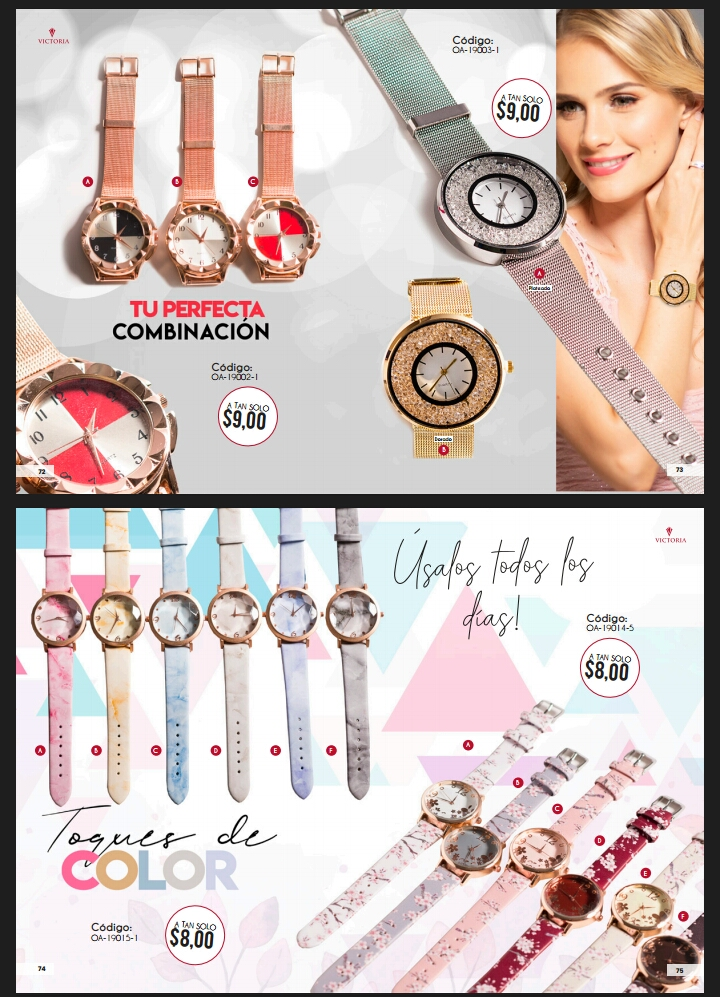 VICTORIA
A
B
C
TU PERFECTA
COMBINACIÓN
Código:
OA-19002-1
A TAN SOLO
$9,00
72
Código:
OA-19003-1
A TAN SOLO
$9,00
A
Plateado
Dorado
B
73
A
B
C
D
E
F
Toques de
COLOR
Código:
OA-19015-1
A TAN SOLO
$8,00
74
VICTORIA
Úsalos todos los
días!
Código:
OA-19014-5
A TAN SOLO
$8,00
A
B
C
D
E
F
75